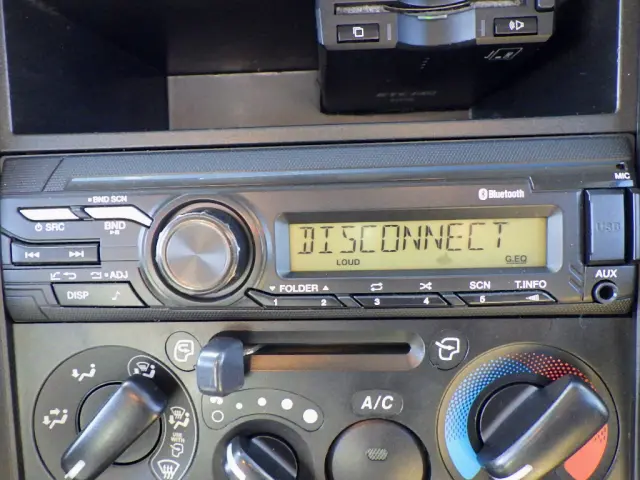 MIC
Bluetooth
BND SCN
SRC
BND
DISCONNECT
LOUD
G.EQ
USB
ADJ
DISP
FOLDER
SCN
T.INFO
1 2 3 4 5
AUX
A/C